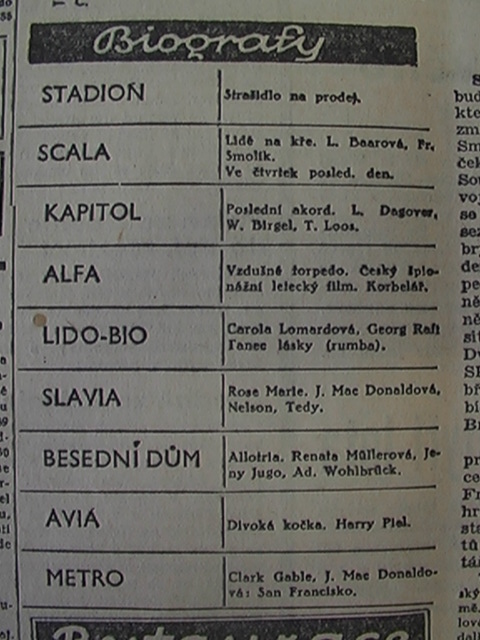 Biografy
STADION
Strašidlo na prodej.
SCALA
Lidé na kře. L. Baarová, Fr.
Smolík.
Ve čtvrtek posled. den.
KAPITOL
Poslední akord. L. Dagover,
W. Birgel, T. Loos.
ALFA
Vzdušné torpedo. Český špio-
nážní letecký film. Korbelář.
LIDO-BIO
Carola Lomardová, Georg Raft
Tanec lásky (rumba).
SLAVIA
Rose Marie. J. Mac Donaldová,
Nelson, Tedy.
BESEDNÍ DŮM
Allotria. Renata Müllerová, Je-
ny Jugo, Ad. Wohlbrück.
AVIA
Divoká kočka. Harry Piel.
METRO
Clark Gable, J. Mac Donaldo-
vá: San Francisko.